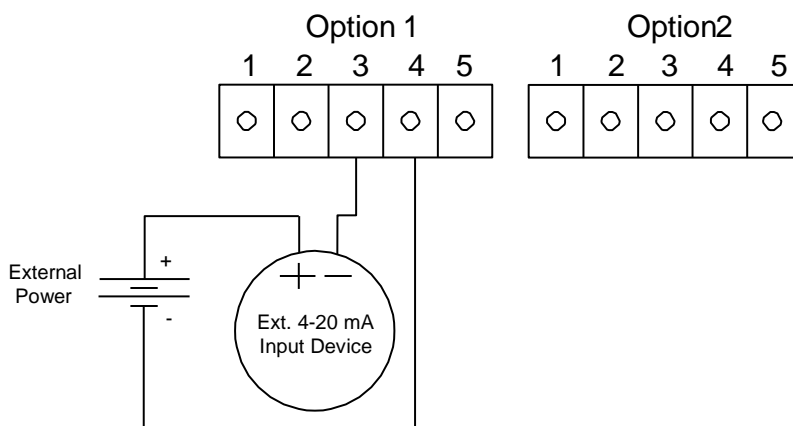 Option 1
1 2 3 4 5
Option2
1 2 3 4 5
External
Power
+
-
+ -
Ext. 4-20 mA
Input Device